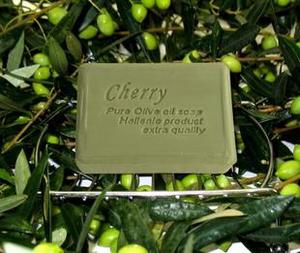 Cherry
Pure Olive oil soap
Hellenic product
extra quality